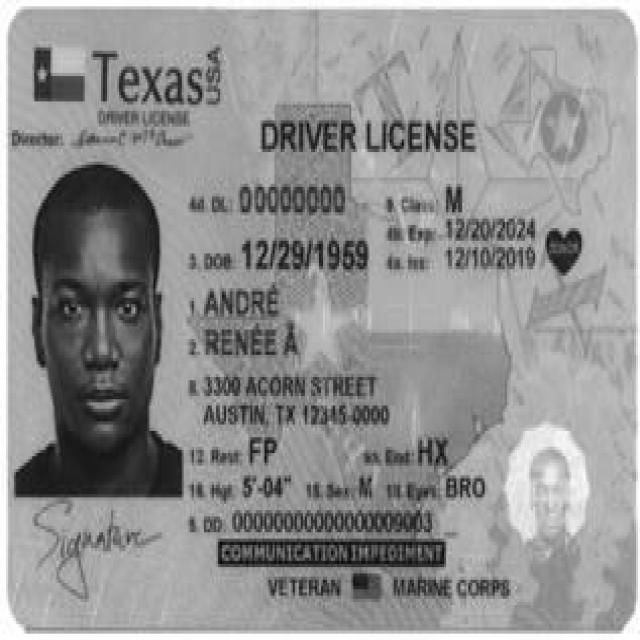 Texas USA
DRIVER LICENSE
Director:
DRIVER LICENSE
4d. DL: 00000000 9. Class: M
4b. Exp: 12/20/2024
3. DOB: 12/29/1959 4a. Iss: 12/10/2019
1. ANDRÉ
2. RENÉE Å
8. 3300 ACORN STREET
AUSTIN, TX 12345-0000
12. Rest: FP 9a. End: HX
16. Hgt: 5'-04" 15. Sex: M 18. Eyes: BRO
5. DD: 00000000000000009003
Signature
COMMUNICATION IMPEDIMENT
VETERAN MARINE CORPS